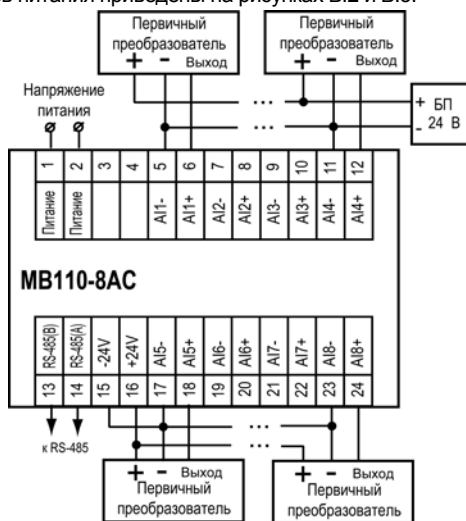 ь питания приведены на рисунках В.2 и В.3.
Первичный
преобразователь
+ − Выход
Первичный
преобразователь
+ − Выход
Напряжение
питания
...
...
+ БП
- 24 В
1 2 3 4 5 6 7 8 9 10 11 12
Питание Питание AI1- AI1+ AI2- AI2+ AI3- AI3+ AI4- AI4+
МВ110-8АС
RS-485(B) RS-485(A) -24V +24V AI5- AI5+ AI6- AI6+ AI7- AI7+ AI8- AI8+
13 14 15 16 17 18 19 20 21 22 23 24
к RS-485
...
...
+ − Выход
Первичный
преобразователь
+ − Выход
Первичный
преобразователь